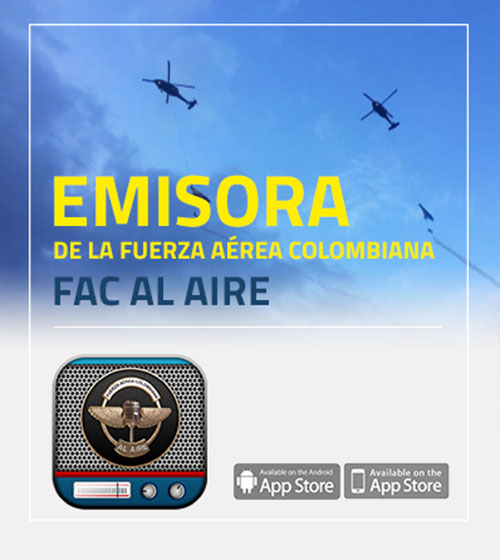 EMISORA
DE LA FUERZA AÉREA COLOMBIANA
FAC AL AIRE
FUERZA AÉREA COLOMBIANA
AL AIRE
Available on the Android
App Store
Available on the
App Store